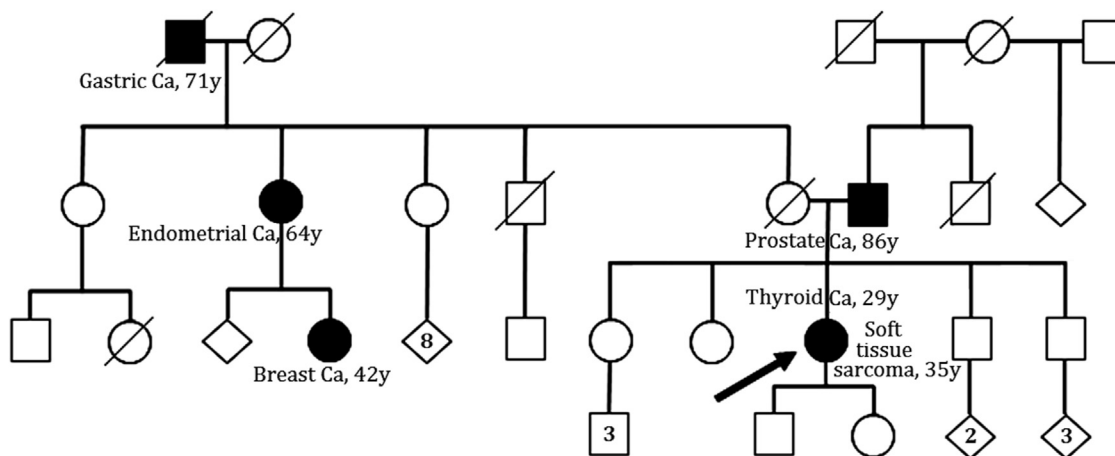 Gastric Ca, 71y
Endometrial Ca, 64y
Prostate Ca, 86y
Thyroid Ca, 29y
Soft
tissue
sarcoma, 35y
8
Breast Ca, 42y
3
2
3